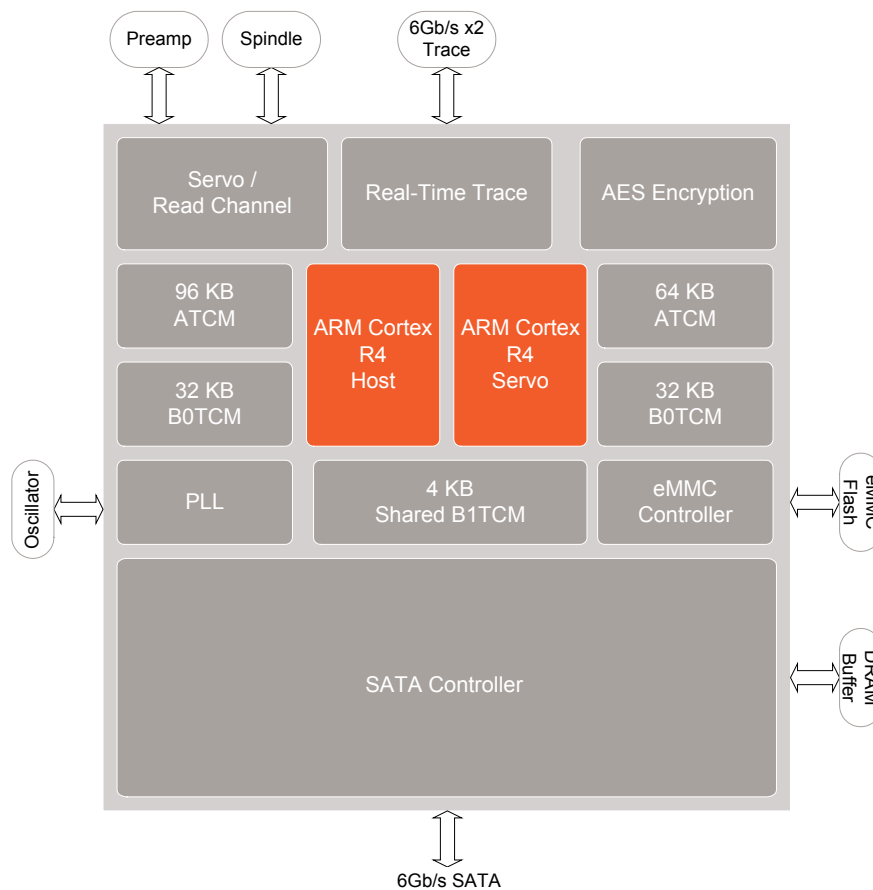 Preamp
Spindle
6Gb/s x2
Trace
Servo /
Read Channel
Real-Time Trace
AES Encryption
96 KB
ATCM
ARM Cortex
R4
Host
ARM Cortex
R4
Servo
64 KB
ATCM
32 KB
B0TCM
32 KB
B0TCM
Oscillator
PLL
4 KB
Shared B1TCM
eMMC
Controller
eMMC
Flash
SATA Controller
DRAM
Buffer
6Gb/s SATA